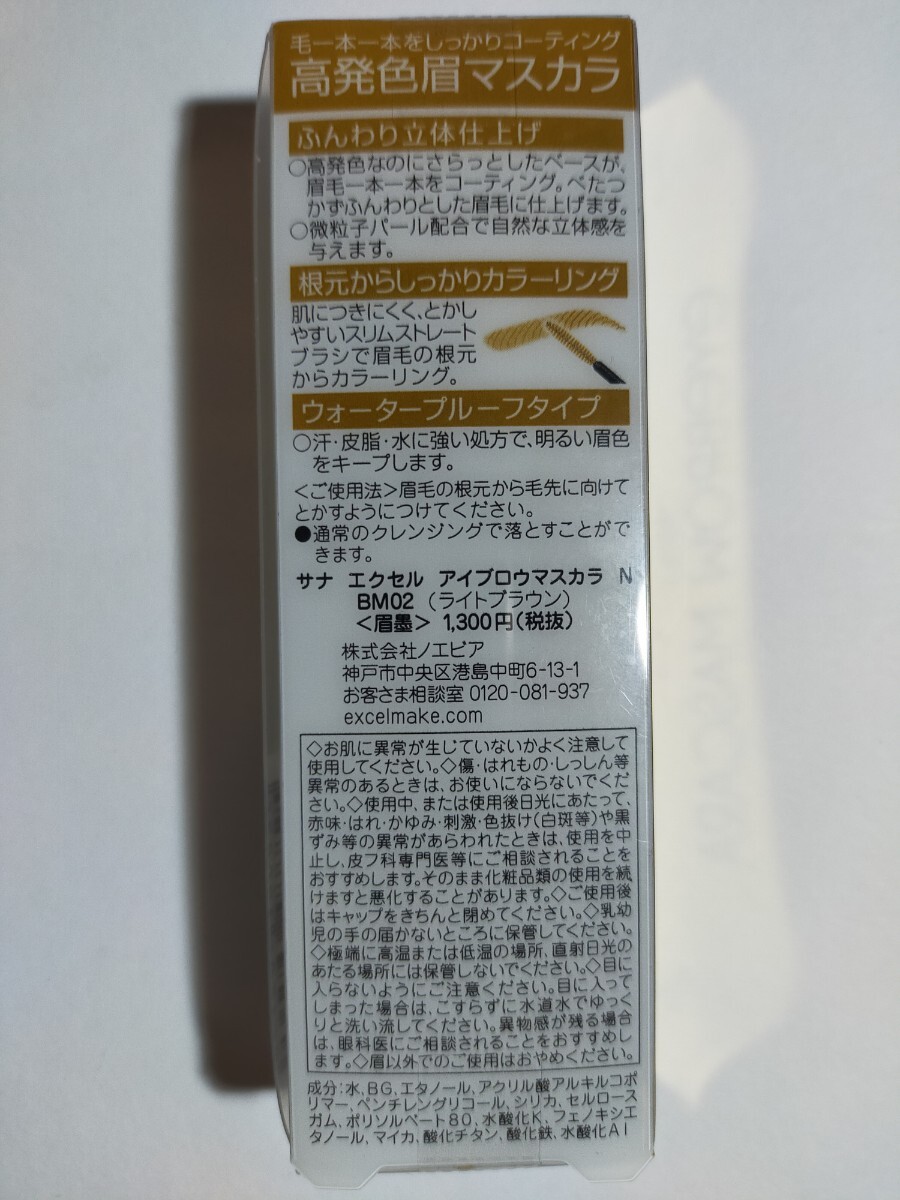 毛一本一本をしっかりコーティング
高発色眉マスカラ
ふんわり立体仕上げ
○高発色なのにさらっとしたベースが、
眉毛一本一本をコーティング。べたつ
かずふんわりとした眉毛に仕上げます。
○微粒子パール配合で自然な立体感を
与えます。
根元からしっかりカラーリング
肌につきにくく、とかし
やすいスリムストレート
ブラシで眉毛の根元
からカラーリング。
ウォータープルーフタイプ
○汗・皮脂・水に強い処方で、明るい眉色
をキープします。
<ご使用法>眉毛の根元から毛先に向けて
とかすようにつけてください。
●通常のクレンジングで落とすことがで
きます。
サナ エクセル アイブロウマスカラ N
BM02 (ライトブラウン)
<眉墨> 1,300円(税抜)
株式会社ノエビア
神戸市中央区港島中町6-13-1
お客さま相談室 0120-081-937
excelmake.com
◇お肌に異常が生じていないかよく注意して
使用してください。◇傷・はれもの・しっしん等
異常のあるときは、お使いにならないでくだ
さい。◇使用中、または使用後日光にあたって、
赤味・はれ・かゆみ・刺激・色抜け(白斑等)や黒
ずみ等の異常があらわれたときは、使用を中
止し、皮フ科専門医等にご相談されることを
おすすめします。そのまま化粧品類の使用を続
けますと悪化することがあります。◇ご使用後
はキャップをきちんと閉めてください。◇乳幼
児の手の届かないところに保管してください。
◇極端に高温または低温の場所、直射日光の
あたる場所には保管しないでください。◇目に
入らないようにご注意ください。目に入って
しまった場合は、こすらずに水道水でゆっく
りと洗い流してください。異物感が残る場合
は、眼科医にご相談されることをおすすめし
ます。◇眉以外でのご使用はおやめください。
成分:水、BG、エタノール、アクリル酸アルキルコポ
リマー、ペンチレングリコール、シリカ、セルロース
ガム、ポリソルベート80、水酸化K、フェノキシエ
タノール、マイカ、酸化チタン、酸化鉄、水酸化Al